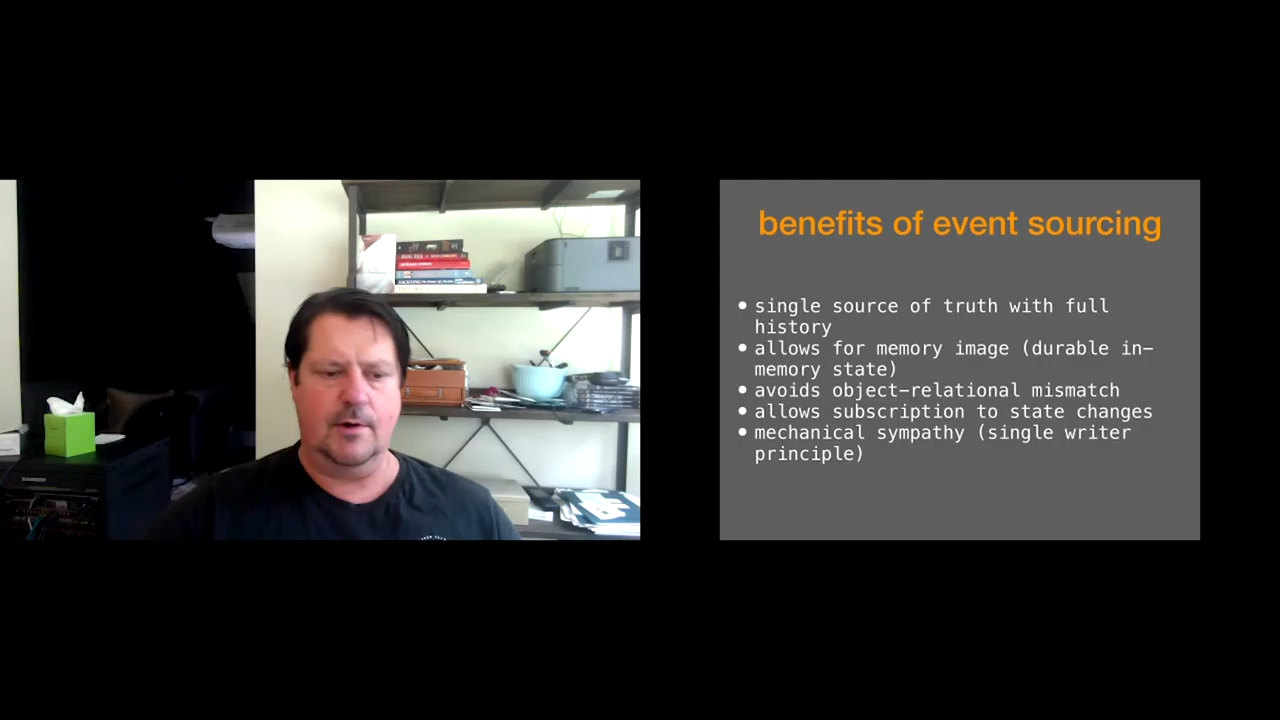 benefits of event sourcing
• single source of truth with full
history
• allows for memory image (durable in-
memory state)
• avoids object-relational mismatch
• allows subscription to state changes
• mechanical sympathy (single writer
principle)